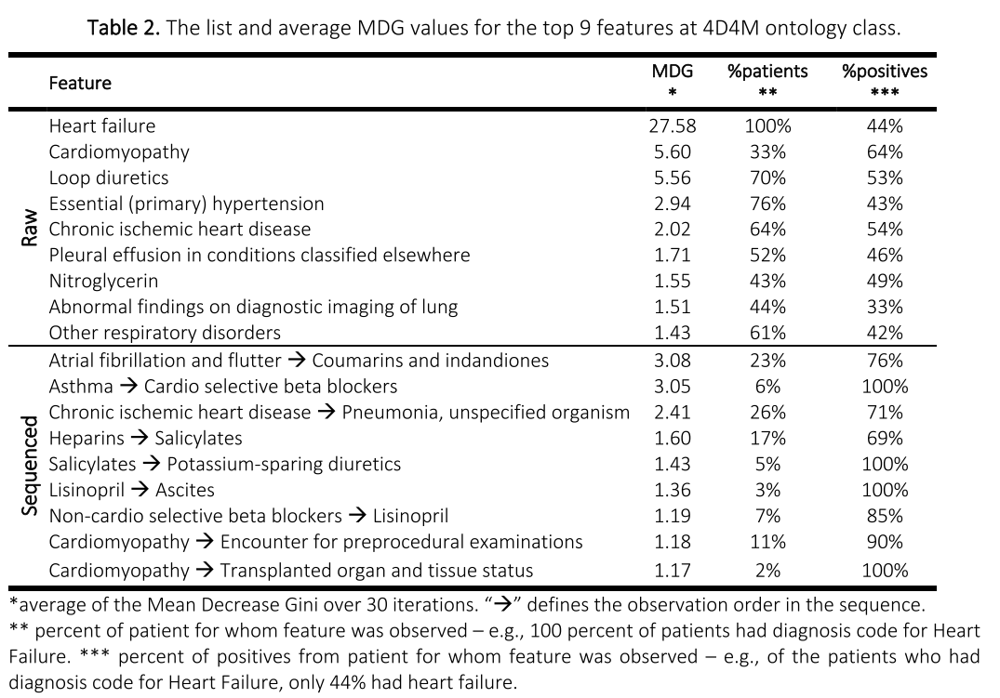 Table 2. The list and average MDG values for the top 9 features at 4D4M ontology class.
Feature MDG * %patients ** %positives ***
Raw
Heart failure 27.58 100% 44%
Cardiomyopathy 5.60 33% 64%
Loop diuretics 5.56 70% 53%
Essential (primary) hypertension 2.94 76% 43%
Chronic ischemic heart disease 2.02 64% 54%
Pleural effusion in conditions classified elsewhere 1.71 52% 46%
Nitroglycerin 1.55 43% 49%
Abnormal findings on diagnostic imaging of lung 1.51 44% 33%
Other respiratory disorders 1.43 61% 42%
Sequenced
Atrial fibrillation and flutter → Coumarins and indandiones 3.08 23% 76%
Asthma → Cardio selective beta blockers 3.05 6% 100%
Chronic ischemic heart disease → Pneumonia, unspecified organism 2.41 26% 71%
Heparins → Salicylates 1.60 17% 69%
Salicylates → Potassium-sparing diuretics 1.43 5% 100%
Lisinopril → Ascites 1.36 3% 100%
Non-cardio selective beta blockers → Lisinopril 1.19 7% 85%
Cardiomyopathy → Encounter for preprocedural examinations 1.18 11% 90%
Cardiomyopathy → Transplanted organ and tissue status 1.17 2% 100%
*average of the Mean Decrease Gini over 30 iterations. “→” defines the observation order in the sequence.
** percent of patient for whom feature was observed – e.g., 100 percent of patients had diagnosis code for Heart
Failure. *** percent of positives from patient for whom feature was observed – e.g., of the patients who had
diagnosis code for Heart Failure, only 44% had heart failure.